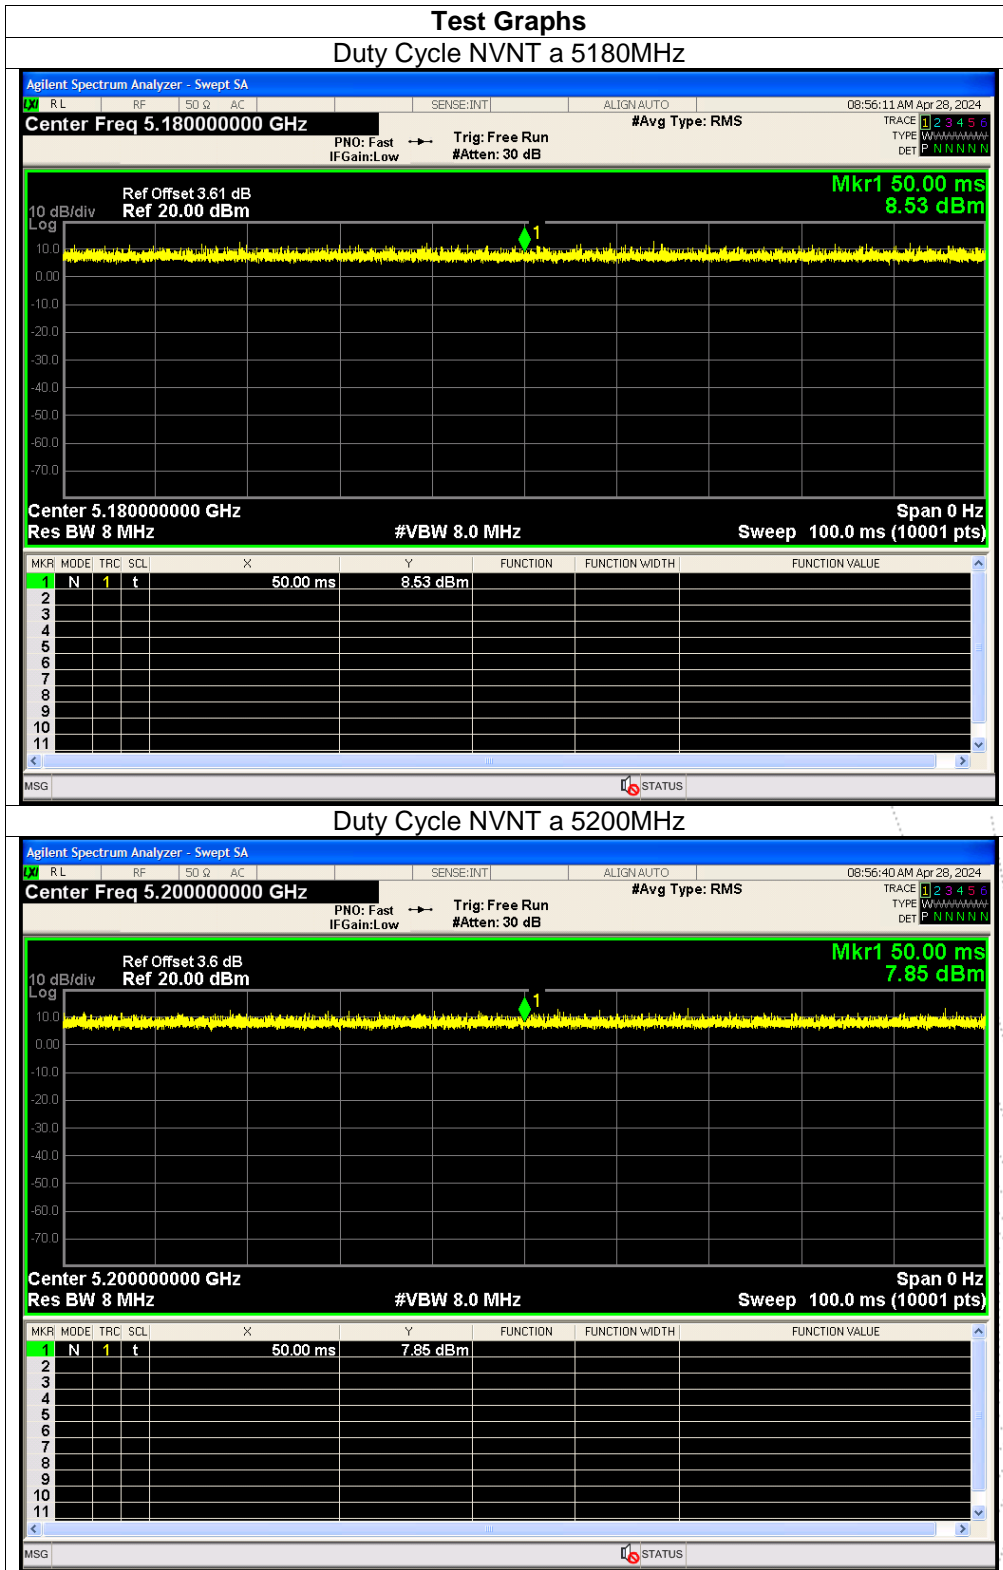 Test Graphs
Duty Cycle NVNT a 5180MHz
Agilent Spectrum Analyzer - Swept SA
LXI RL RF 50 Ω AC SENSE:INT ALIGN AUTO 08:56:11 AM Apr 28, 2024
Center Freq 5.180000000 GHz #Avg Type: RMS TRACE 1 2 3 4 5 6
PNO: Fast Trig: Free Run TYPE WWWWWW
IFGain:Low #Atten: 30 dB DET P N N N N N
Mkr1 50.00 ms
Ref Offset 3.61 dB
10 dB/div Ref 20.00 dBm 8.53 dBm
Log
1
10.0
0.00
-10.0
-20.0
-30.0
-40.0
-50.0
-60.0
-70.0
Center 5.180000000 GHz Span 0 Hz
Res BW 8 MHz #VBW 8.0 MHz Sweep 100.0 ms (10001 pts)
MKR MODE TRC SCL X Y FUNCTION FUNCTION WIDTH FUNCTION VALUE
1 N 1 t 50.00 ms 8.53 dBm
2
3
4
5
6
7
8
9
10
11
MSG STATUS
Duty Cycle NVNT a 5200MHz
Agilent Spectrum Analyzer - Swept SA
LXI RL RF 50 Ω AC SENSE:INT ALIGN AUTO 08:56:40 AM Apr 28, 2024
Center Freq 5.200000000 GHz #Avg Type: RMS TRACE 1 2 3 4 5 6
PNO: Fast Trig: Free Run TYPE WWWWWW
IFGain:Low #Atten: 30 dB DET P N N N N N
Mkr1 50.00 ms
Ref Offset 3.6 dB
10 dB/div Ref 20.00 dBm 7.85 dBm
Log
1
10.0
0.00
-10.0
-20.0
-30.0
-40.0
-50.0
-60.0
-70.0
Center 5.200000000 GHz Span 0 Hz
Res BW 8 MHz #VBW 8.0 MHz Sweep 100.0 ms (10001 pts)
MKR MODE TRC SCL X Y FUNCTION FUNCTION WIDTH FUNCTION VALUE
1 N 1 t 50.00 ms 7.85 dBm
2
3
4
5
6
7
8
9
10
11
MSG STATUS